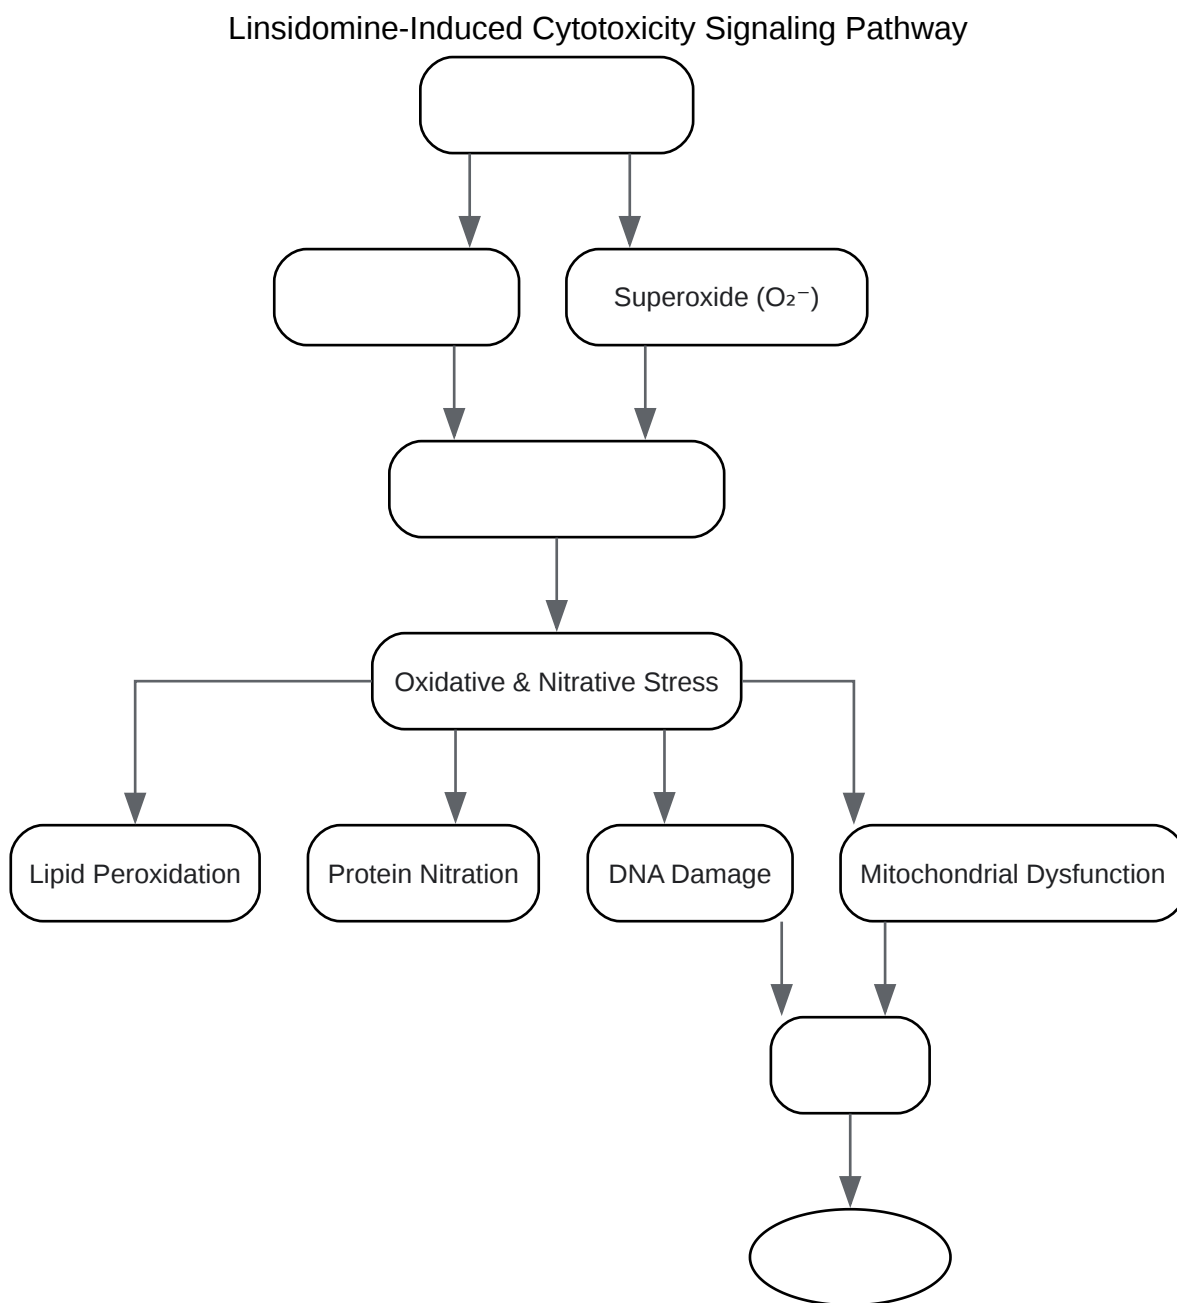 Linsidomine-Induced Cytotoxicity Signaling Pathway
Superoxide (O₂⁻)
Oxidative & Nitrative Stress
Lipid Peroxidation
Protein Nitration
DNA Damage
Mitochondrial Dysfunction